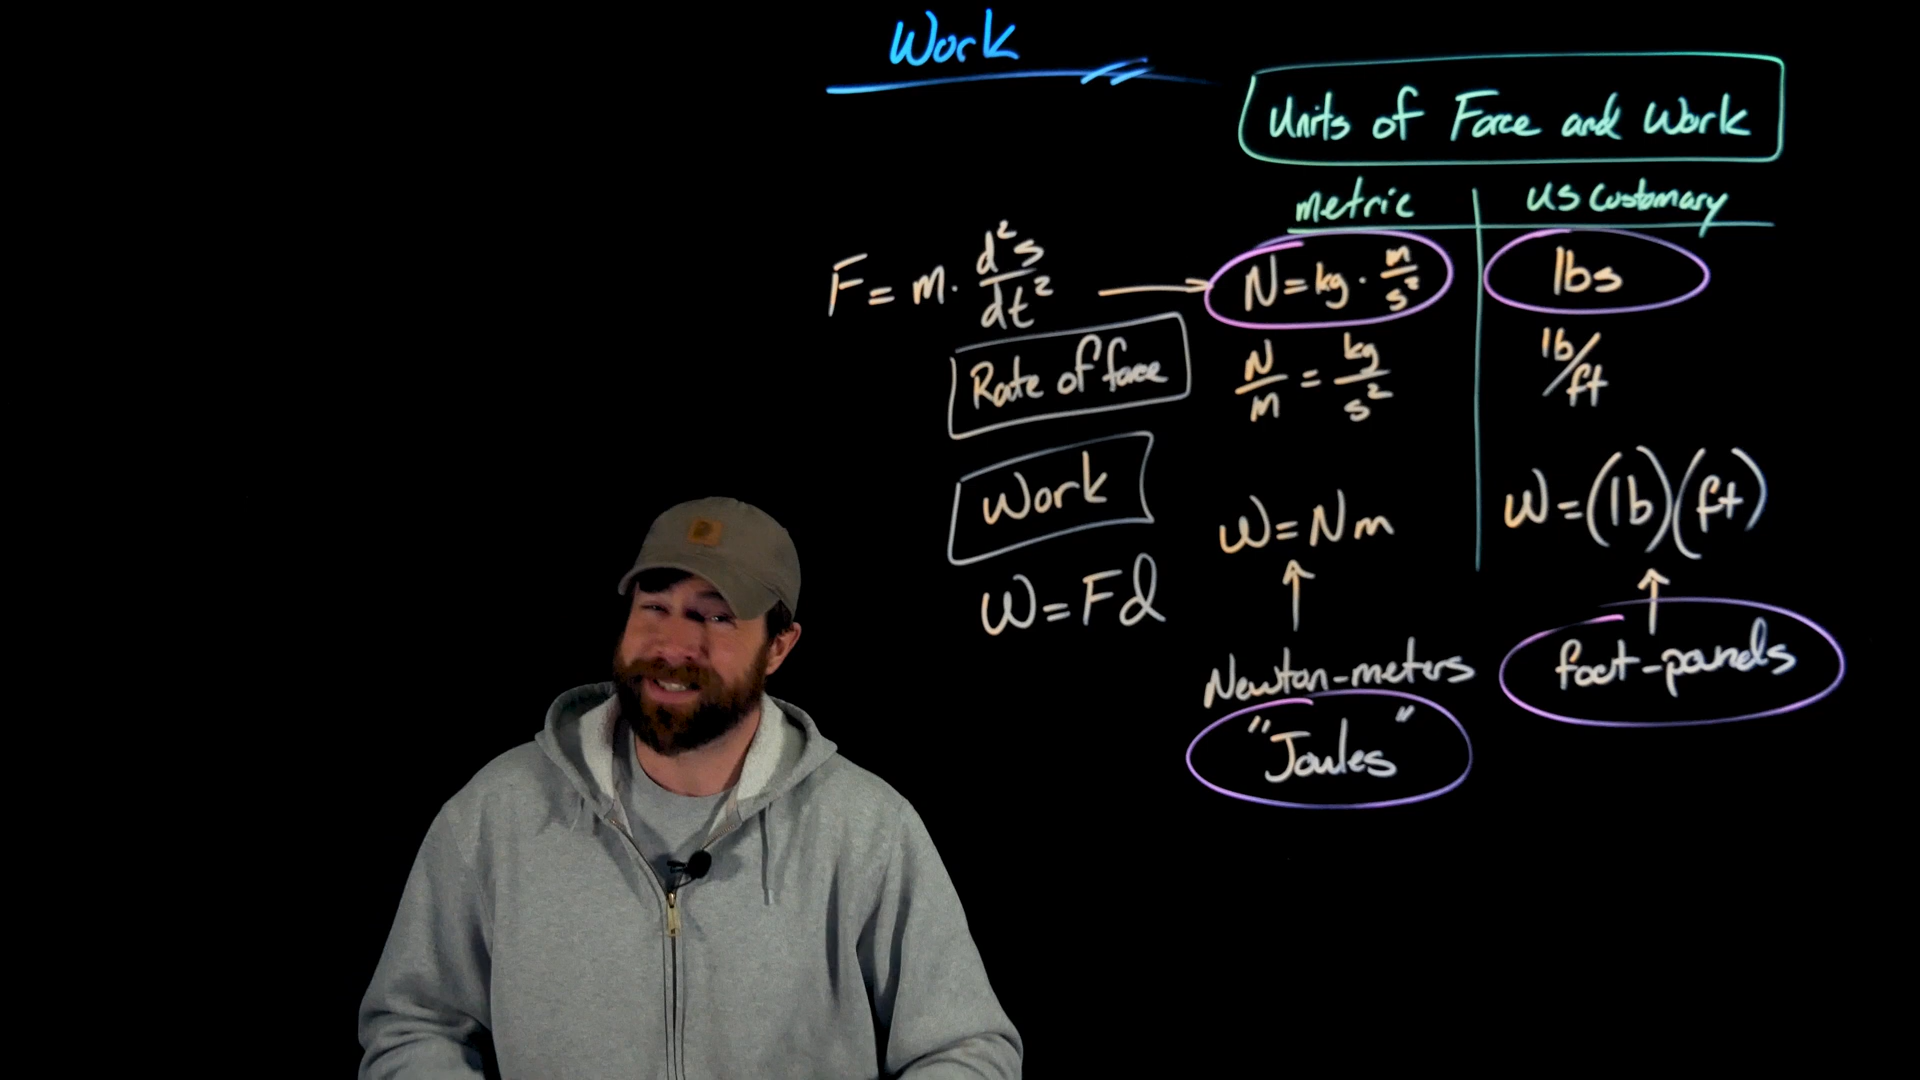 Work
Units of Force and Work
metric
US Customary
F = m · d²s/dt²
N = kg · m/s²
lbs
Rate of force
N/m = kg/s²
lb/ft
Work
W = Nm
W = (lb)(ft)
W = Fd
Newton-meters
foot-pounds
"Joules"